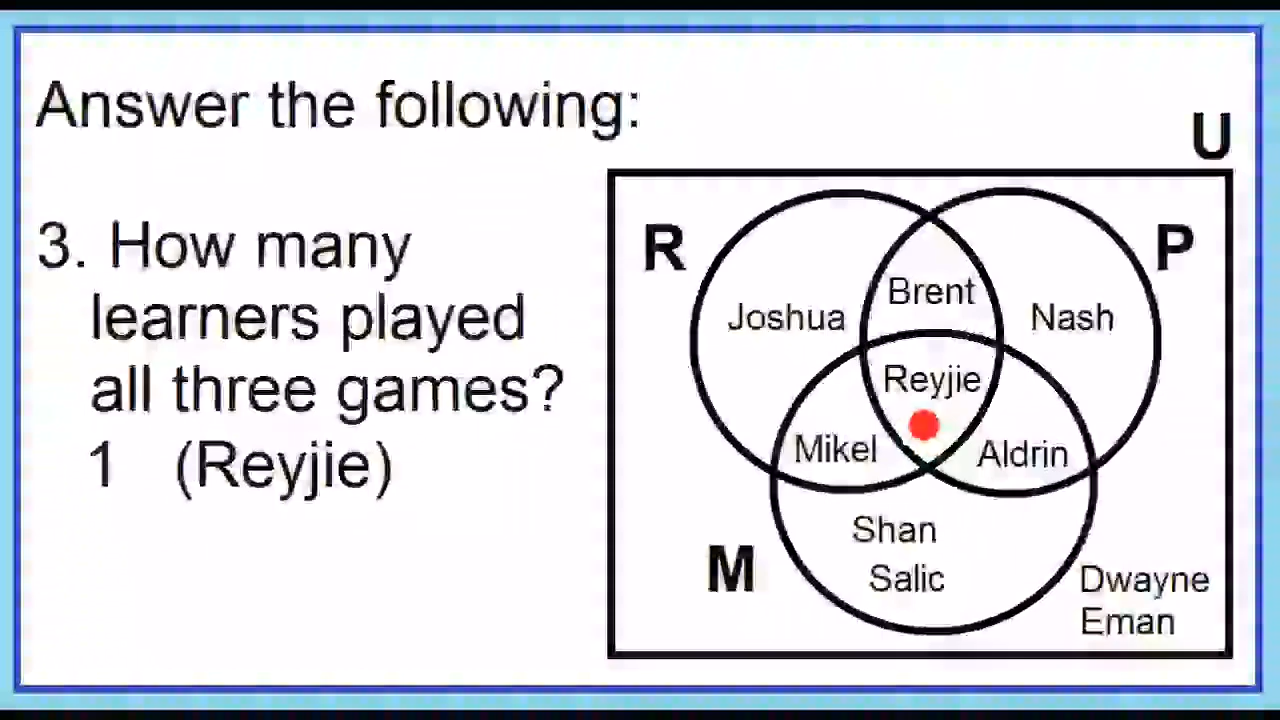 Answer the following:
U
3. How many
learners played
all three games?
1 (Reyjie)
R
P
Brent
Joshua
Nash
Reyjie
Mikel
Aldrin
Shan
Salic
M
Dwayne
Eman